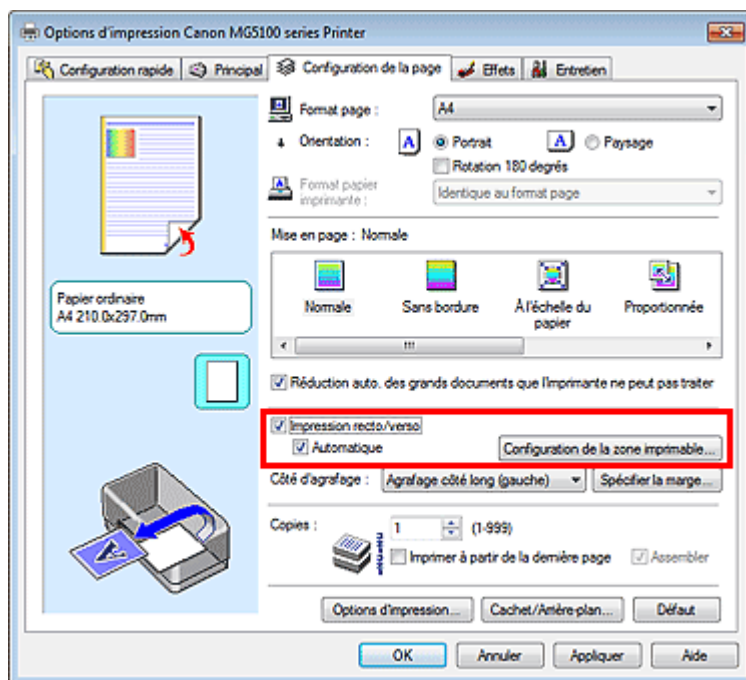 Options d'impression Canon MG5100 series Printer
Configuration rapide Principal Configuration de la page Effets Entretien
Format page : A4
Orientation : A Portrait A Paysage
Rotation 180 degrés
Format papier imprimante : Identique au format page
Mise en page : Normale
Normale Sans bordure À l'échelle du papier Proportionnée
Papier ordinaire
A4 210.0x297.0mm
Réduction auto. des grands documents que l'imprimante ne peut pas traiter
Impression recto/verso
Automatique Configuration de la zone imprimable...
Côté d'agrafage : Agrafage côté long (gauche) Spécifier la marge...
Copies : 1 (1-999)
Imprimer à partir de la dernière page Assembler
Options d'impression... Cachet/Arrière-plan... Défaut
OK Annuler Appliquer Aide